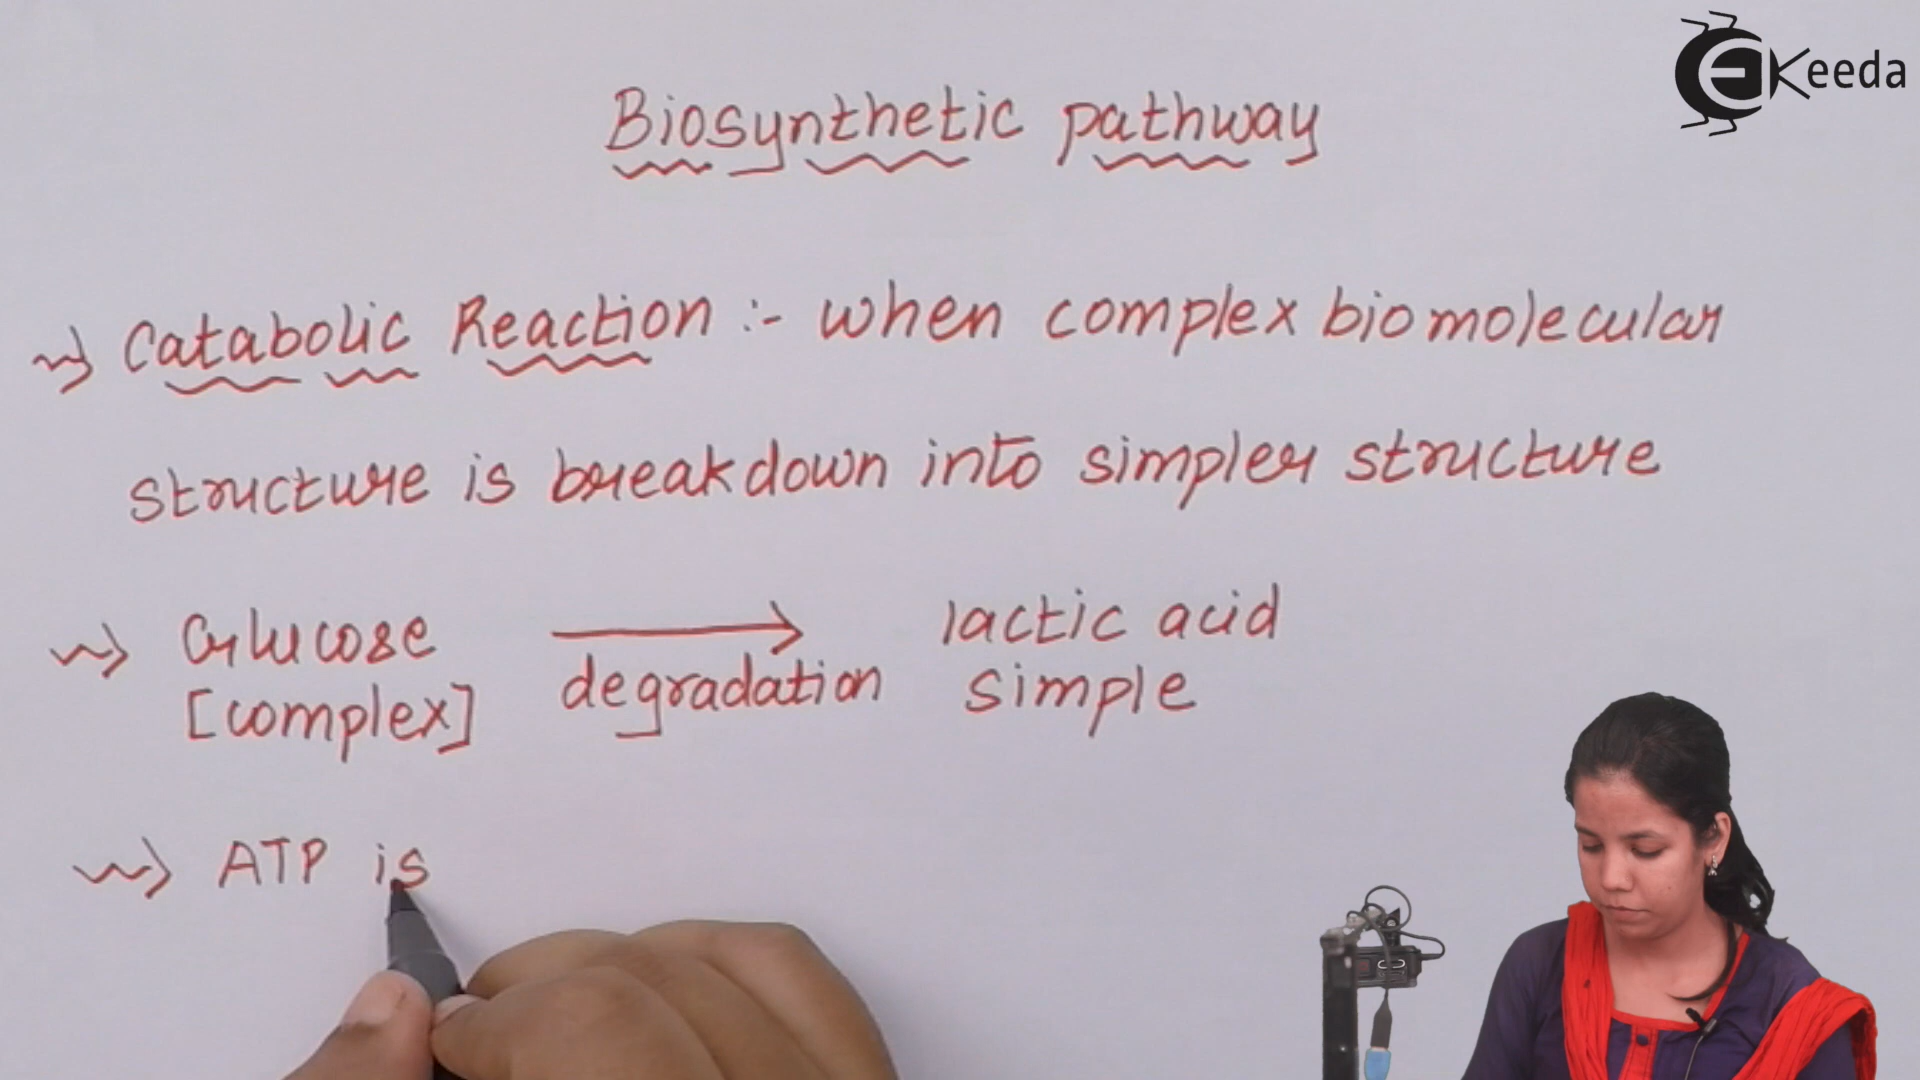 Keeda
Biosynthetic pathway
Catabolic Reaction :- when complex biomolecular
structure is breakdown into simpler structure
Glucose → lactic acid
[complex] degradation simple
ATP is